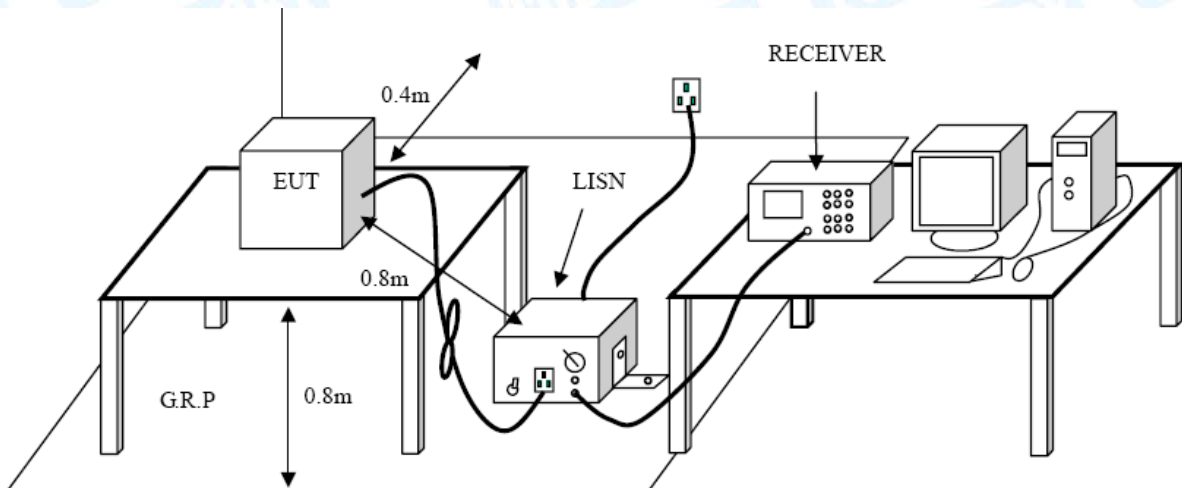 RECEIVER
0.4m
EUT
LISN
0.8m
G.R.P
0.8m